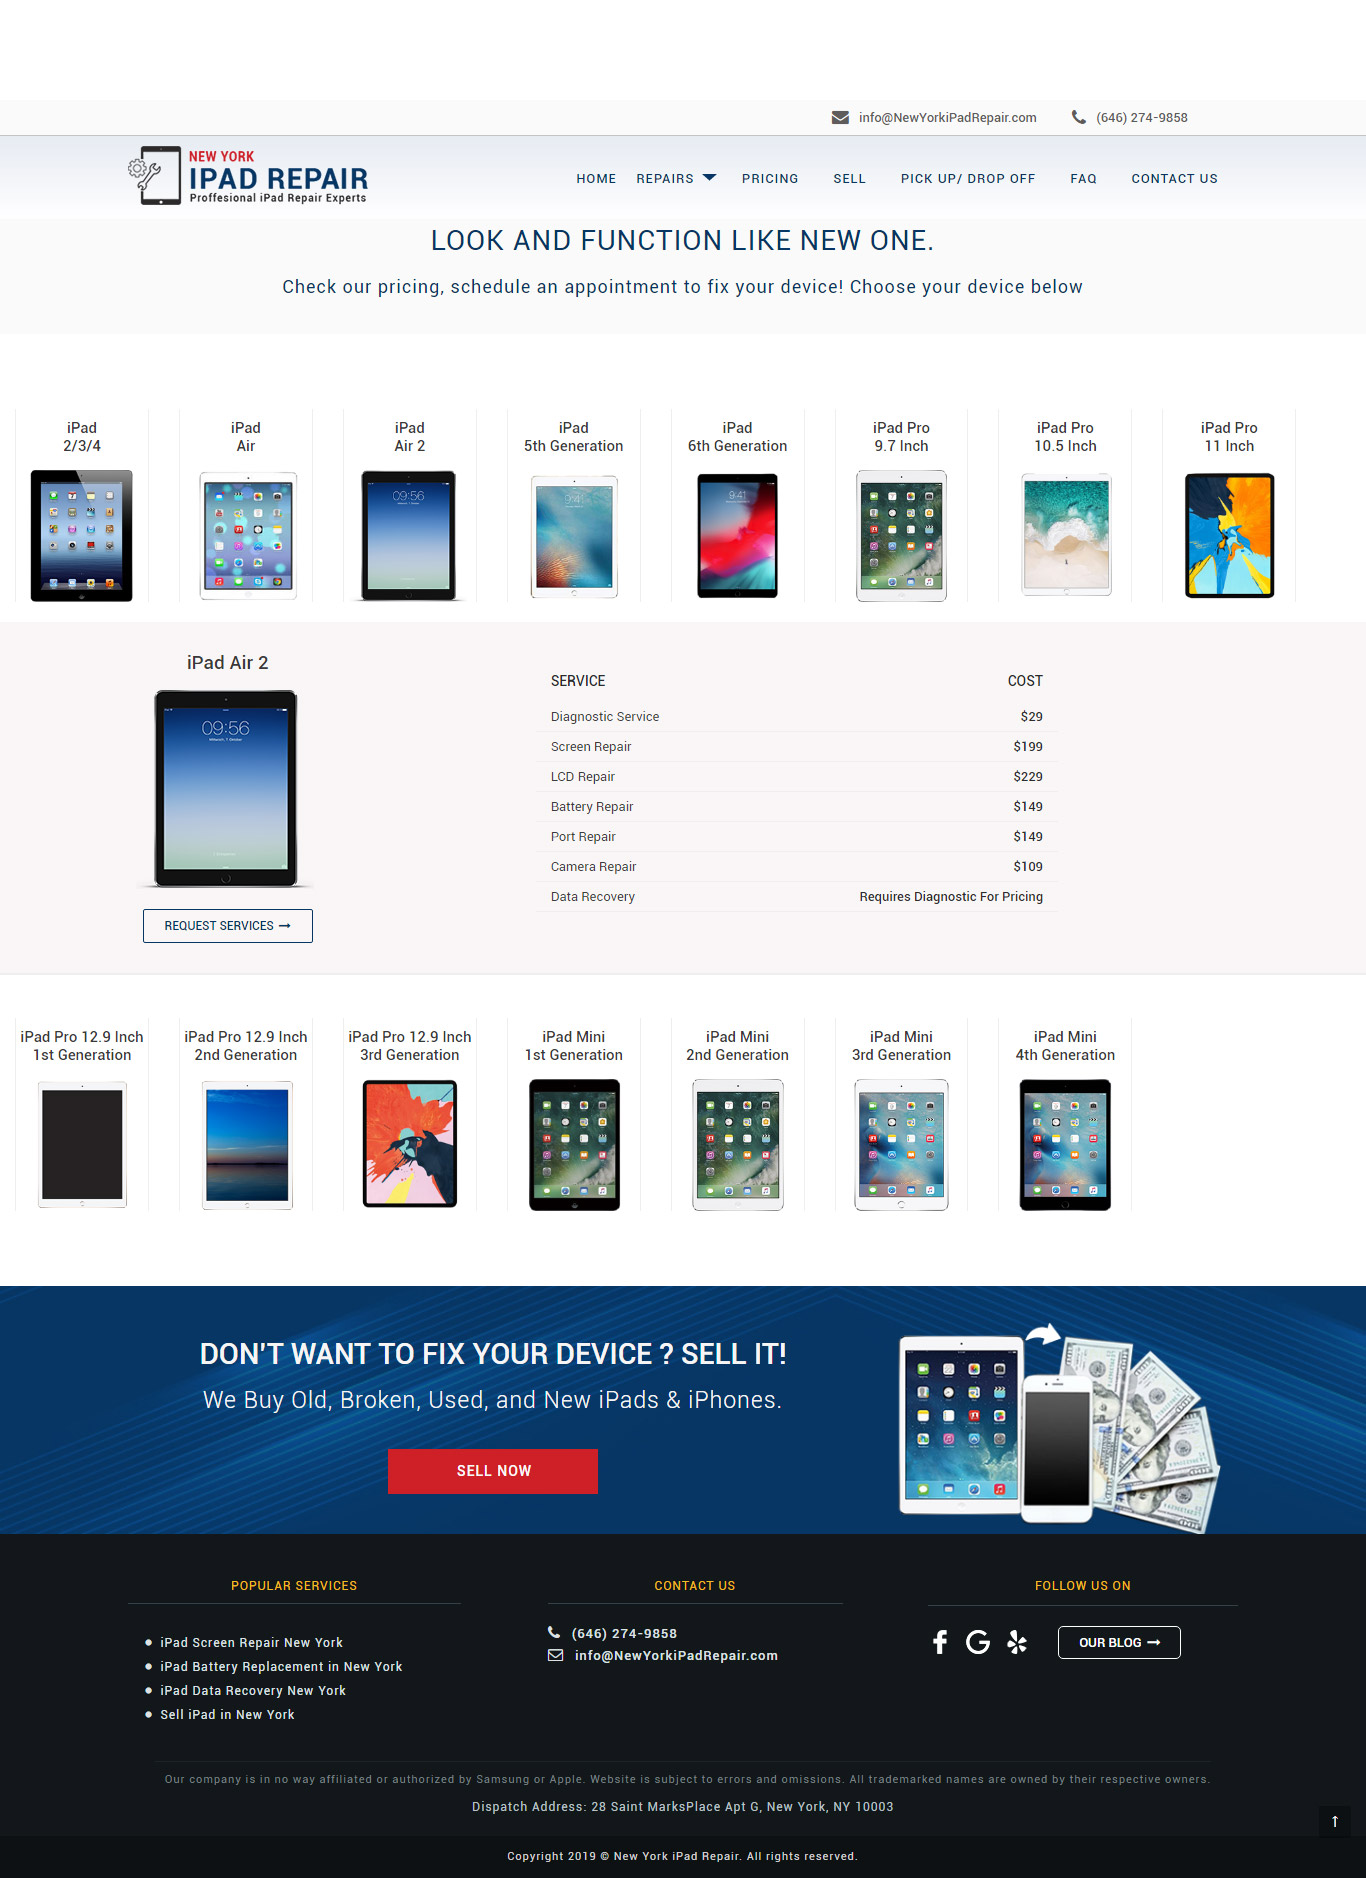 info@NewYorkiPadRepair.com (646) 274-9858
NEW YORK
IPAD REPAIR
Proffesional iPad Repair Experts
HOME REPAIRS PRICING SELL PICK UP/ DROP OFF FAQ CONTACT US
LOOK AND FUNCTION LIKE NEW ONE.
Check our pricing, schedule an appointment to fix your device! Choose your device below
iPad
2/3/4
iPad
Air
iPad
Air 2
iPad
5th Generation
iPad
6th Generation
iPad Pro
9.7 Inch
iPad Pro
10.5 Inch
iPad Pro
11 Inch
09:56
9:41
9:41
iPad Air 2
09:56
REQUEST SERVICES →
SERVICE COST
Diagnostic Service $29
Screen Repair $199
LCD Repair $229
Battery Repair $149
Port Repair $149
Camera Repair $109
Data Recovery Requires Diagnostic For Pricing
iPad Pro 12.9 Inch
1st Generation
iPad Pro 12.9 Inch
2nd Generation
iPad Pro 12.9 Inch
3rd Generation
iPad Mini
1st Generation
iPad Mini
2nd Generation
iPad Mini
3rd Generation
iPad Mini
4th Generation
DON'T WANT TO FIX YOUR DEVICE ? SELL IT!
We Buy Old, Broken, Used, and New iPads & iPhones.
SELL NOW
POPULAR SERVICES
iPad Screen Repair New York
iPad Battery Replacement in New York
iPad Data Recovery New York
Sell iPad in New York
CONTACT US
(646) 274-9858
info@NewYorkiPadRepair.com
FOLLOW US ON
OUR BLOG →
Our company is in no way affiliated or authorized by Samsung or Apple. Website is subject to errors and omissions. All trademarked names are owned by their respective owners.
Dispatch Address: 28 Saint MarksPlace Apt G, New York, NY 10003
Copyright 2019 © New York iPad Repair. All rights reserved.